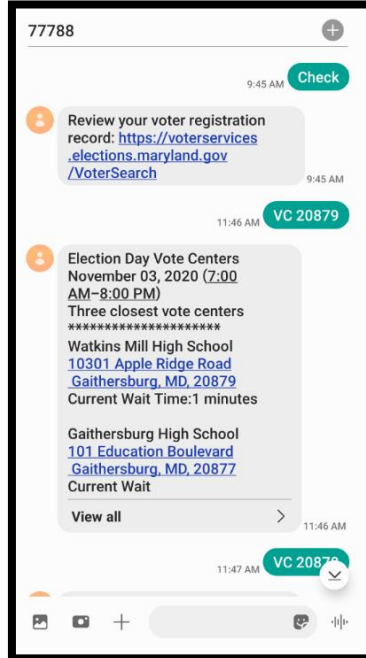 77788
9:45 AM Check
Review your voter registration
record: https://voterservices
.elections.maryland.gov
/VoterSearch
9:45 AM
11:46 AM VC 20879
Election Day Vote Centers
November 03, 2020 (7:00
AM–8:00 PM)
Three closest vote centers
**********************
Watkins Mill High School
10301 Apple Ridge Road
Gaithersburg, MD, 20879
Current Wait Time:1 minutes
Gaithersburg High School
101 Education Boulevard
Gaithersburg, MD, 20877
Current Wait
View all
11:46 AM
11:47 AM VC